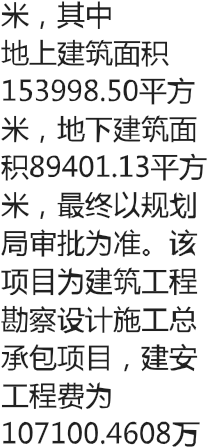 米，其中
地上建筑面积
153998.50平方
米，地下建筑面
积89401.13平方
米，最终以规划
局审批为准。该
项目为建筑工程
勘察设计施工总
承包项目，建安
工程费为
107100.4608万